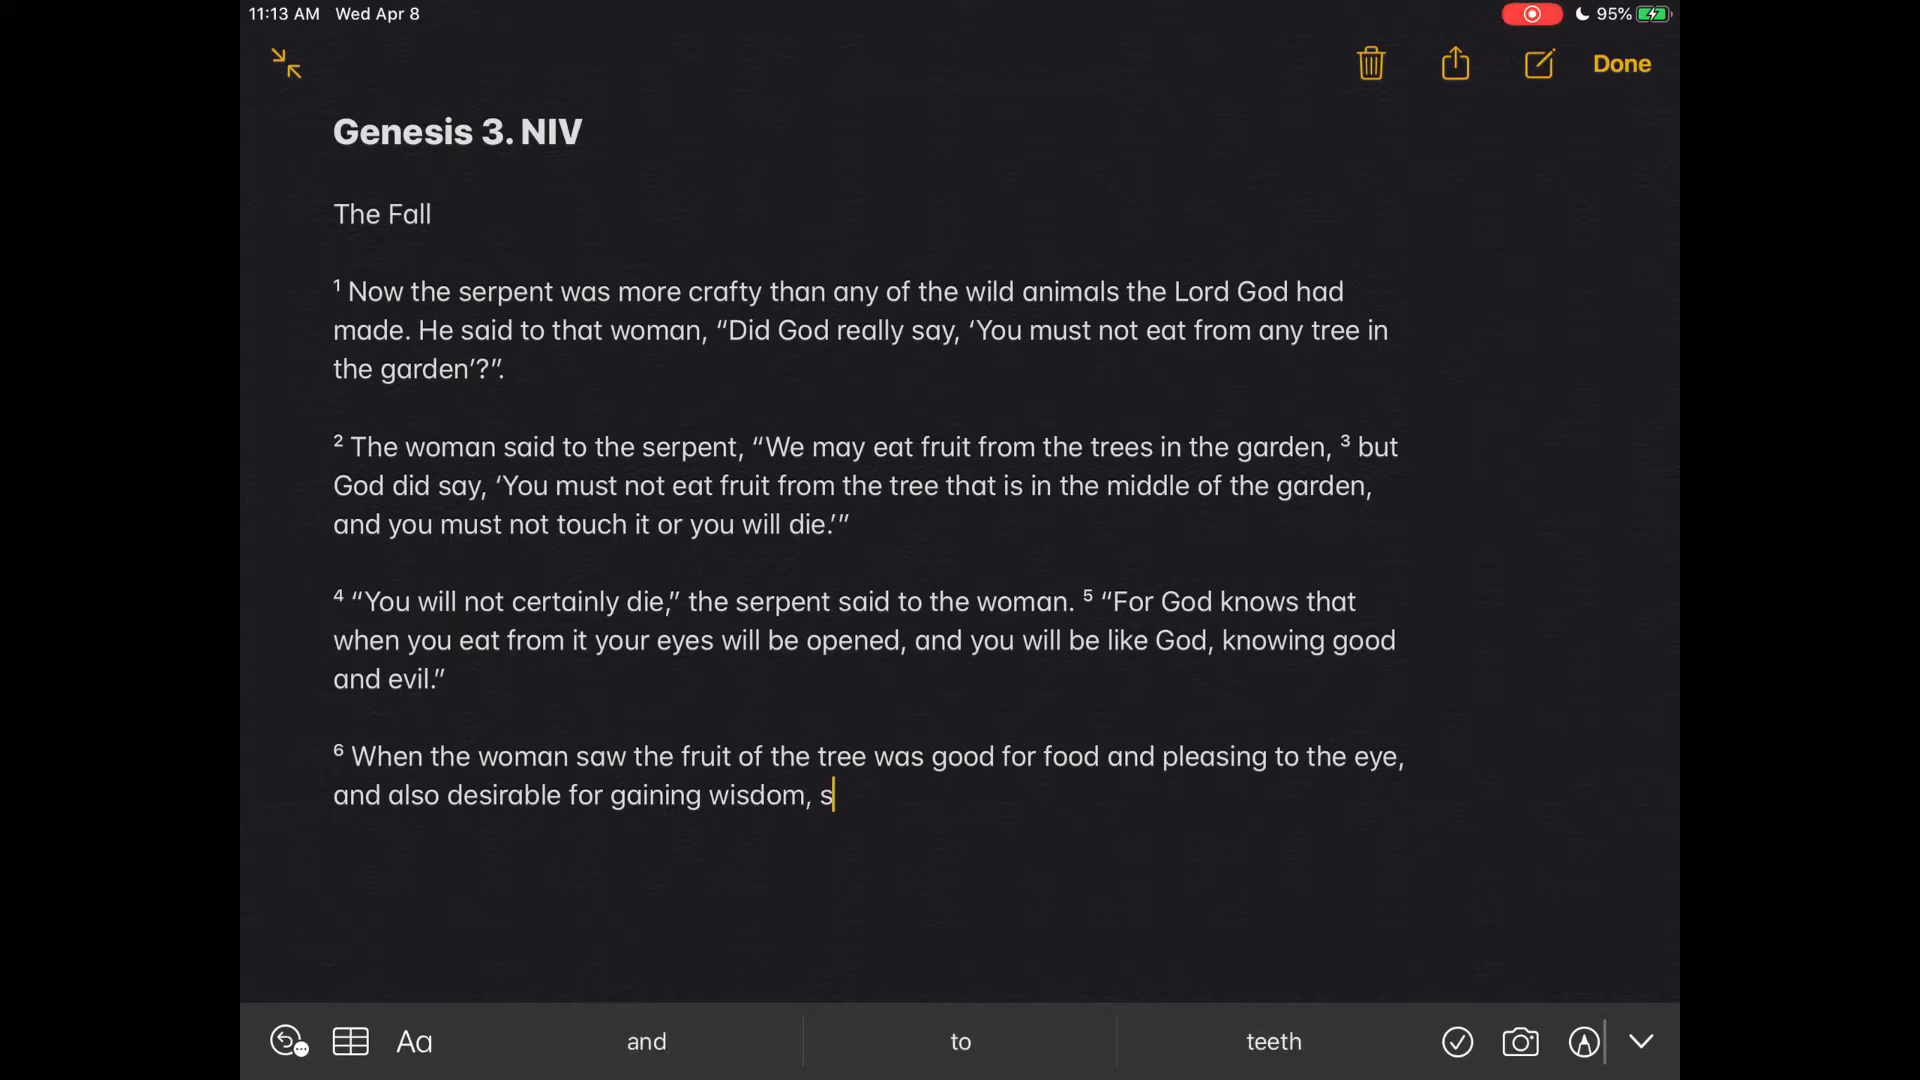 11:13 AM Wed Apr 8 95%
Done
Genesis 3. NIV
The Fall
¹ Now the serpent was more crafty than any of the wild animals the Lord God had
made. He said to that woman, “Did God really say, ‘You must not eat from any tree in
the garden’?”.
² The woman said to the serpent, “We may eat fruit from the trees in the garden, ³ but
God did say, ‘You must not eat fruit from the tree that is in the middle of the garden,
and you must not touch it or you will die.’”
⁴ “You will not certainly die,” the serpent said to the woman. ⁵ “For God knows that
when you eat from it your eyes will be opened, and you will be like God, knowing good
and evil.”
⁶ When the woman saw the fruit of the tree was good for food and pleasing to the eye,
and also desirable for gaining wisdom, s
Aa and to teeth